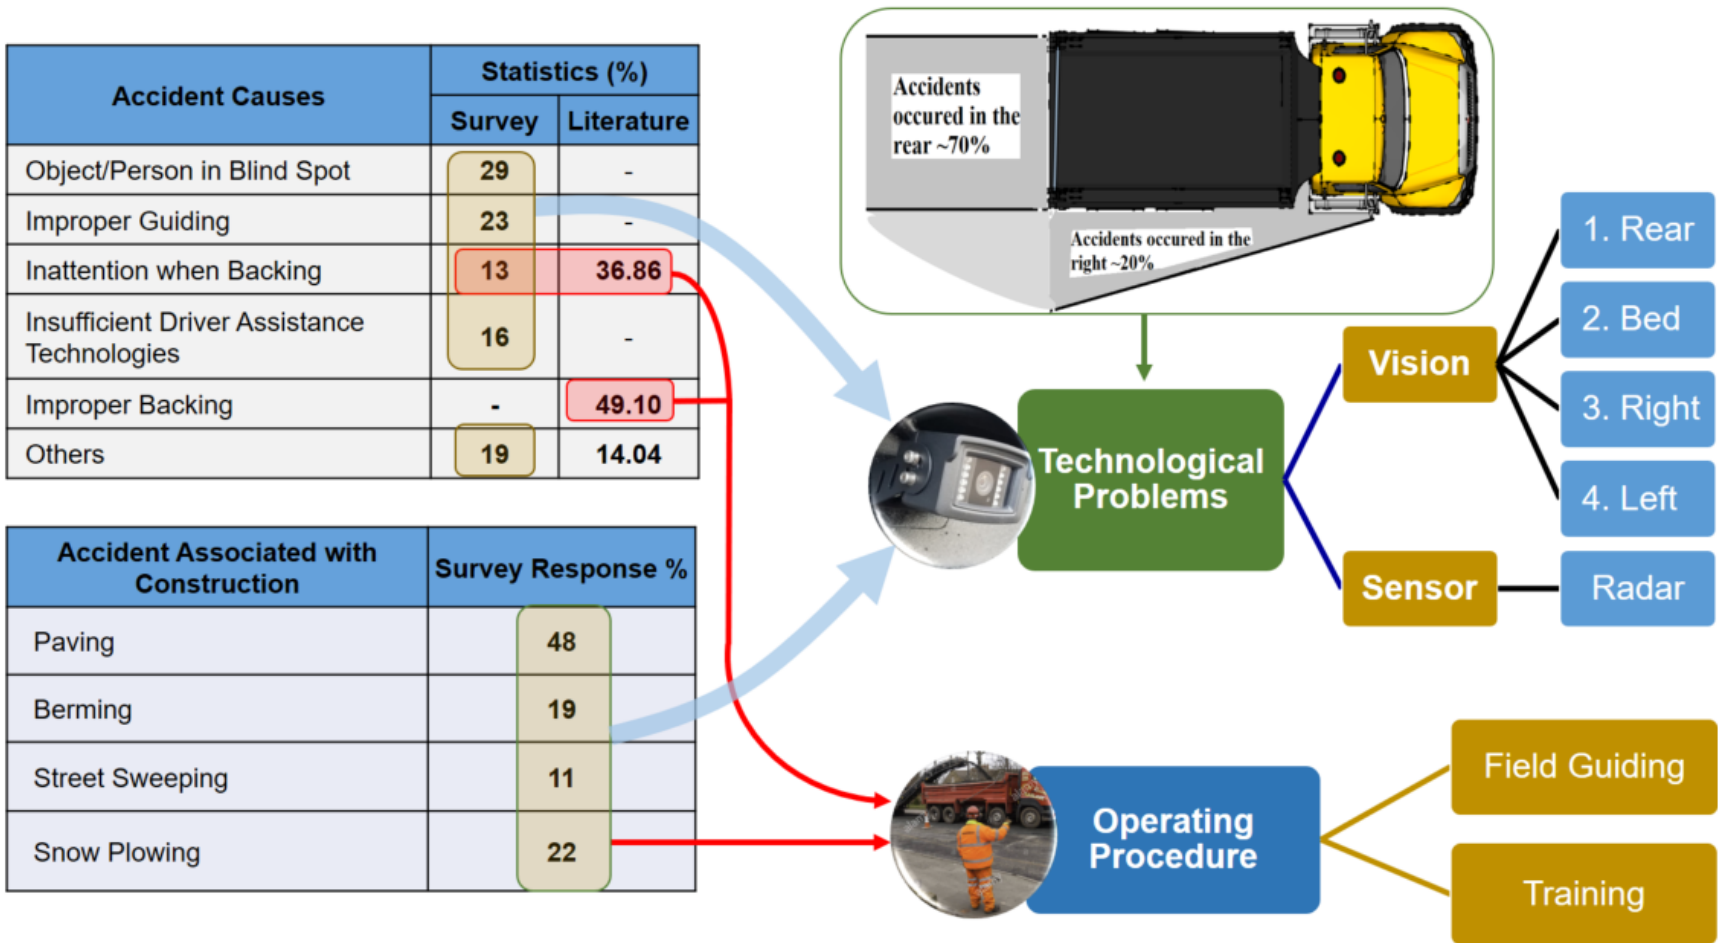 Accident Causes
Statistics (%)
Survey
Literature
Object/Person in Blind Spot
29
-
Improper Guiding
23
-
Inattention when Backing
13
36.86
Insufficient Driver Assistance
Technologies
16
-
Improper Backing
-
49.10
Others
19
14.04
Accident Associated with
Construction
Survey Response %
Paving
48
Berming
19
Street Sweeping
11
Snow Plowing
22
Accidents
occured in the
rear ~70%
Accidents occured in the
right ~20%
Technological
Problems
Vision
1. Rear
2. Bed
3. Right
4. Left
Sensor
Radar
Operating
Procedure
Field Guiding
Training